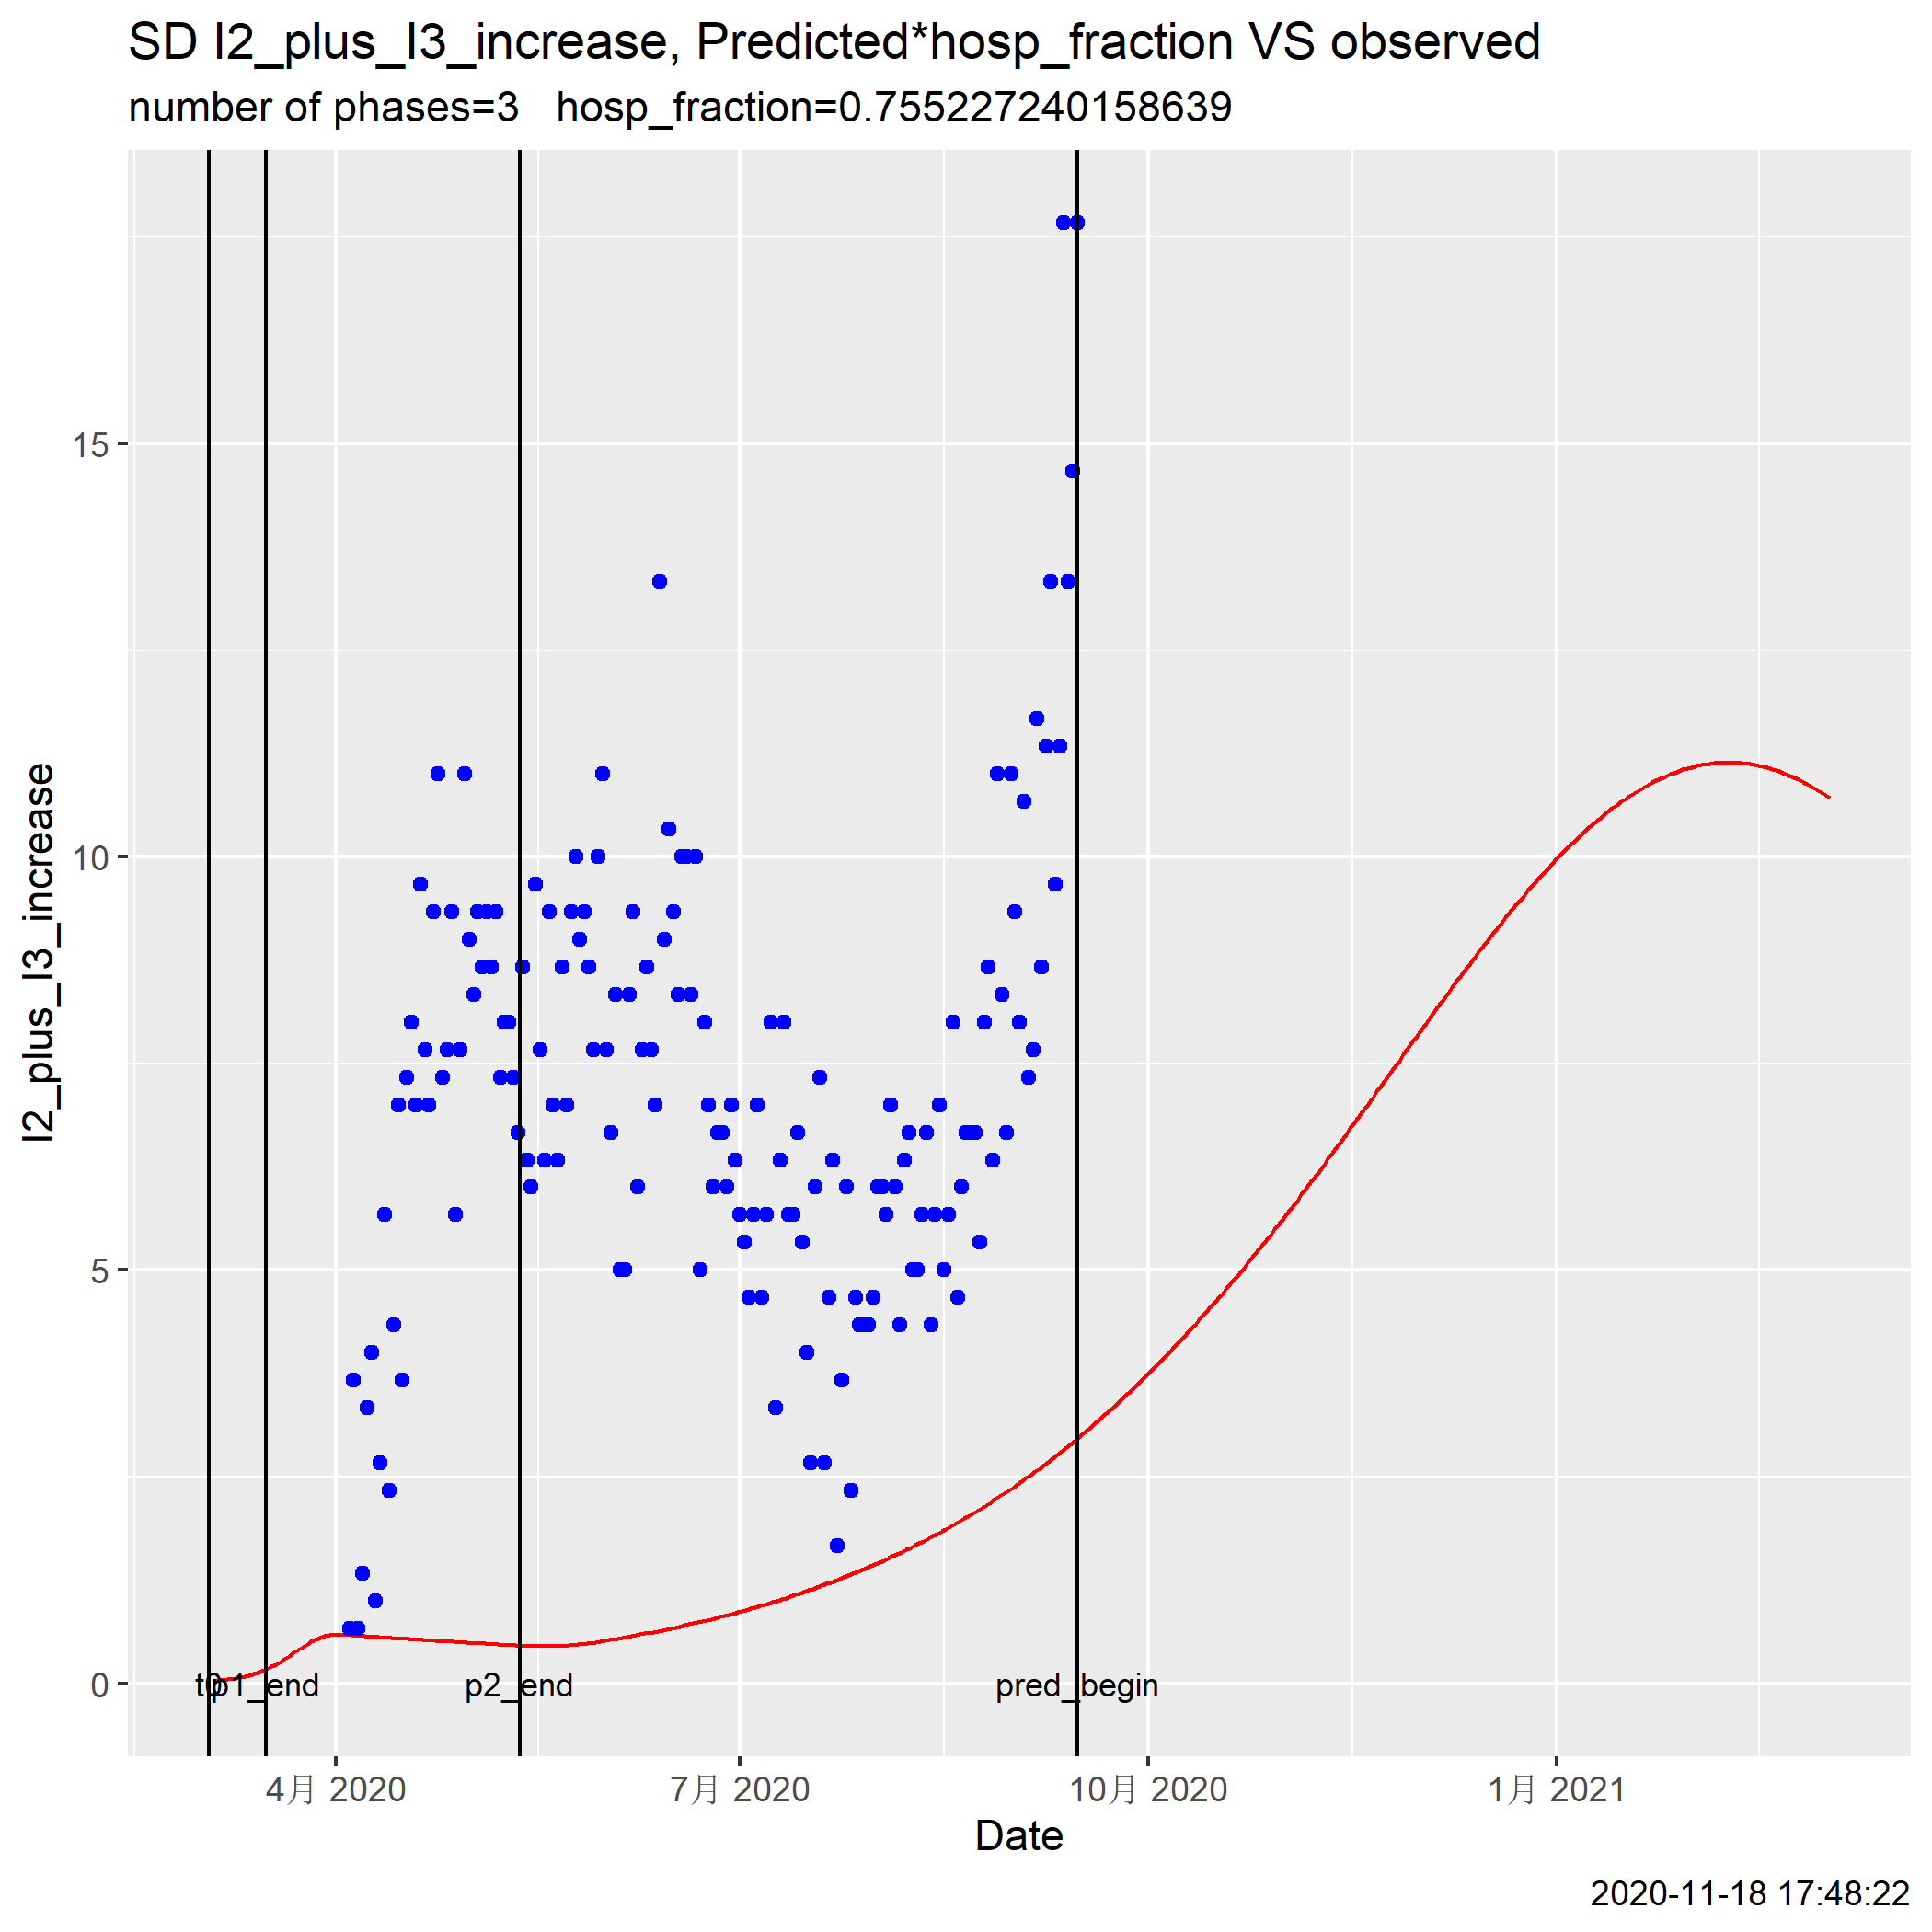 SD I2_plus_I3_increase, Predicted*hosp_fraction VS observed
number of phases=3 hosp_fraction=0.755227240158639
I2_plus_I3_increase
15
10
5
0
t0
p1_end
p2_end
pred_begin
4月 2020
7月 2020
10月 2020
1月 2021
Date
2020-11-18 17:48:22